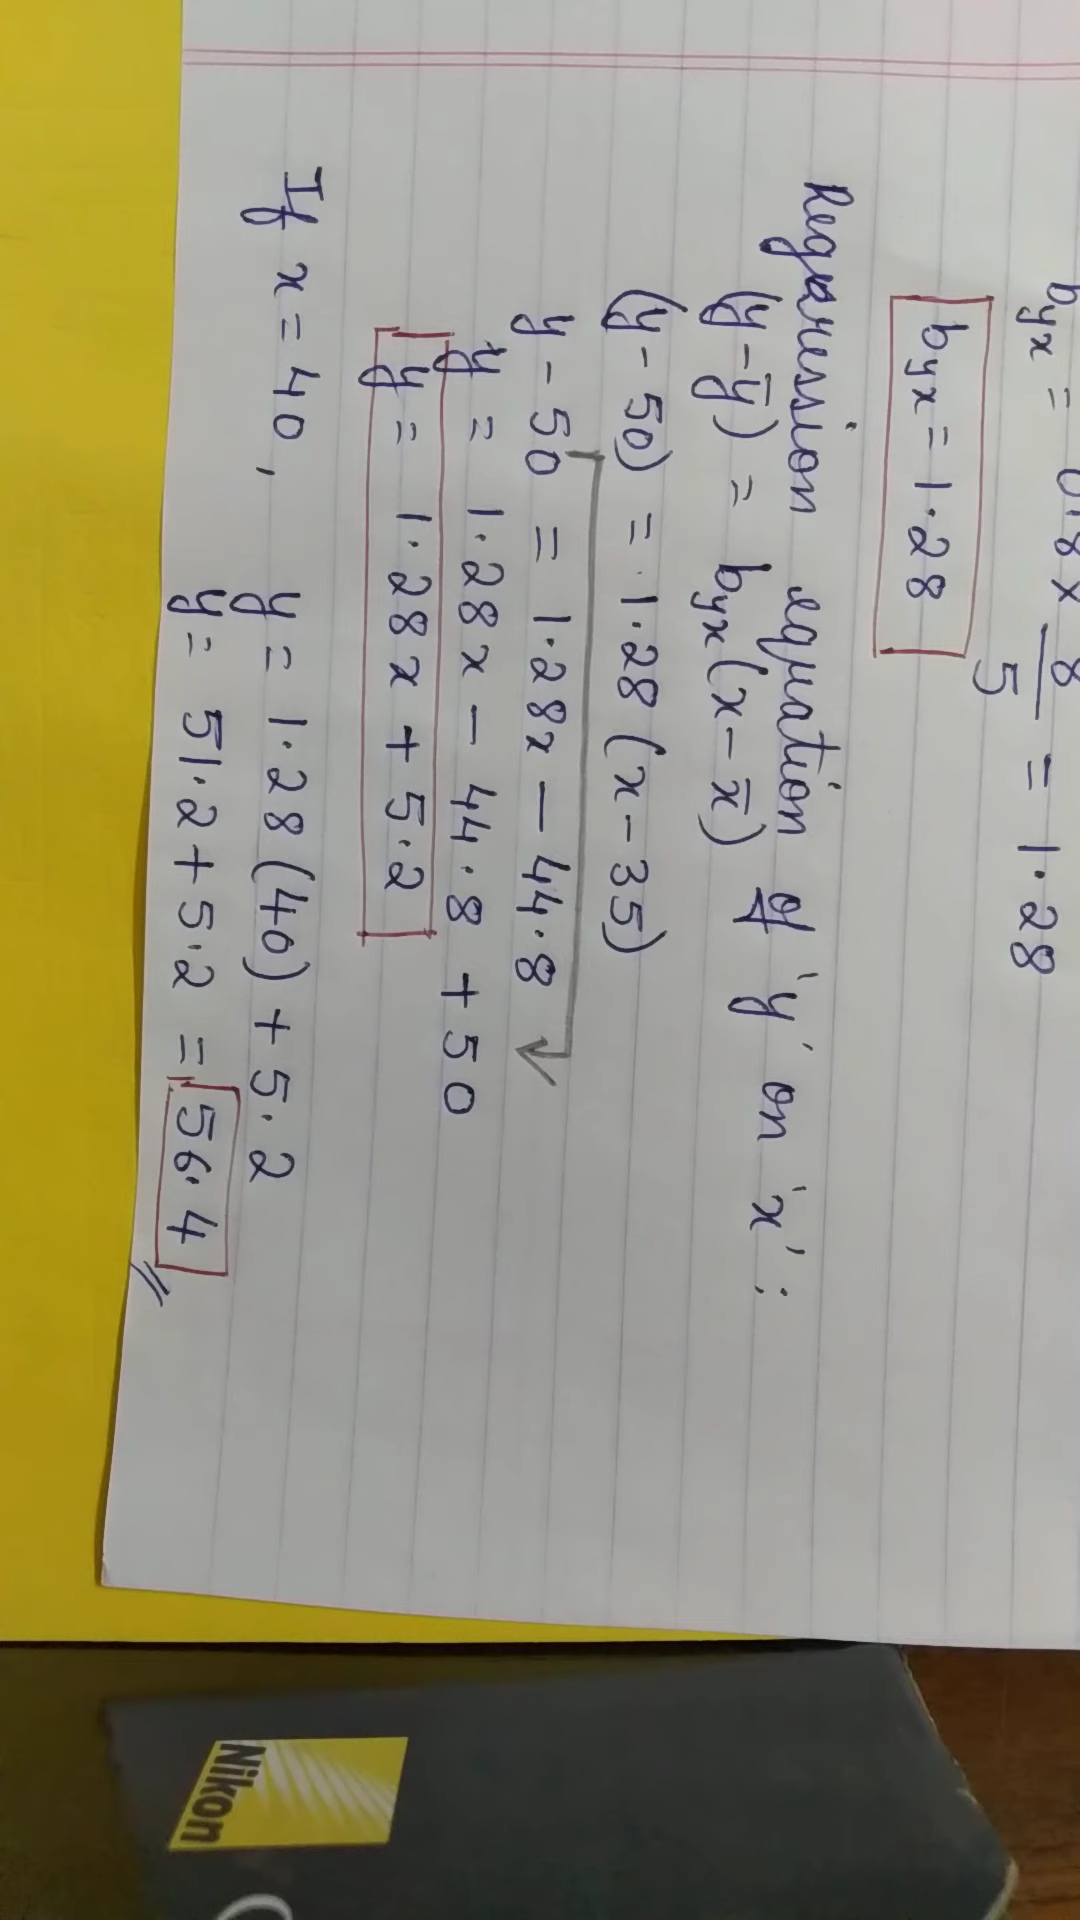 byx = 0.8 × 8/5 = 1.28
byx = 1.28
Regression equation of 'y' on 'x' :
(y - ȳ) = byx (x - x̄)
(y - 50) = 1.28 (x - 35)
y - 50 = 1.28x - 44.8
y = 1.28x - 44.8 + 50
y = 1.28x + 5.2
If x = 40 ,
y = 1.28 (40) + 5.2
y = 51.2 + 5.2 = 56.4
Nikon